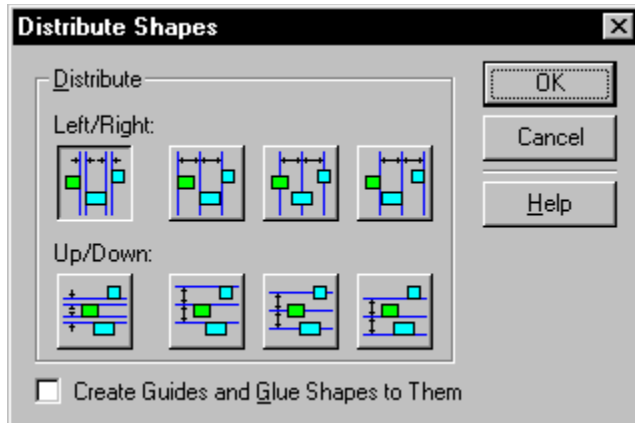 Distribute Shapes
Distribute
Left/Right:
Up/Down:
Create Guides and Glue Shapes to Them
OK
Cancel
Help